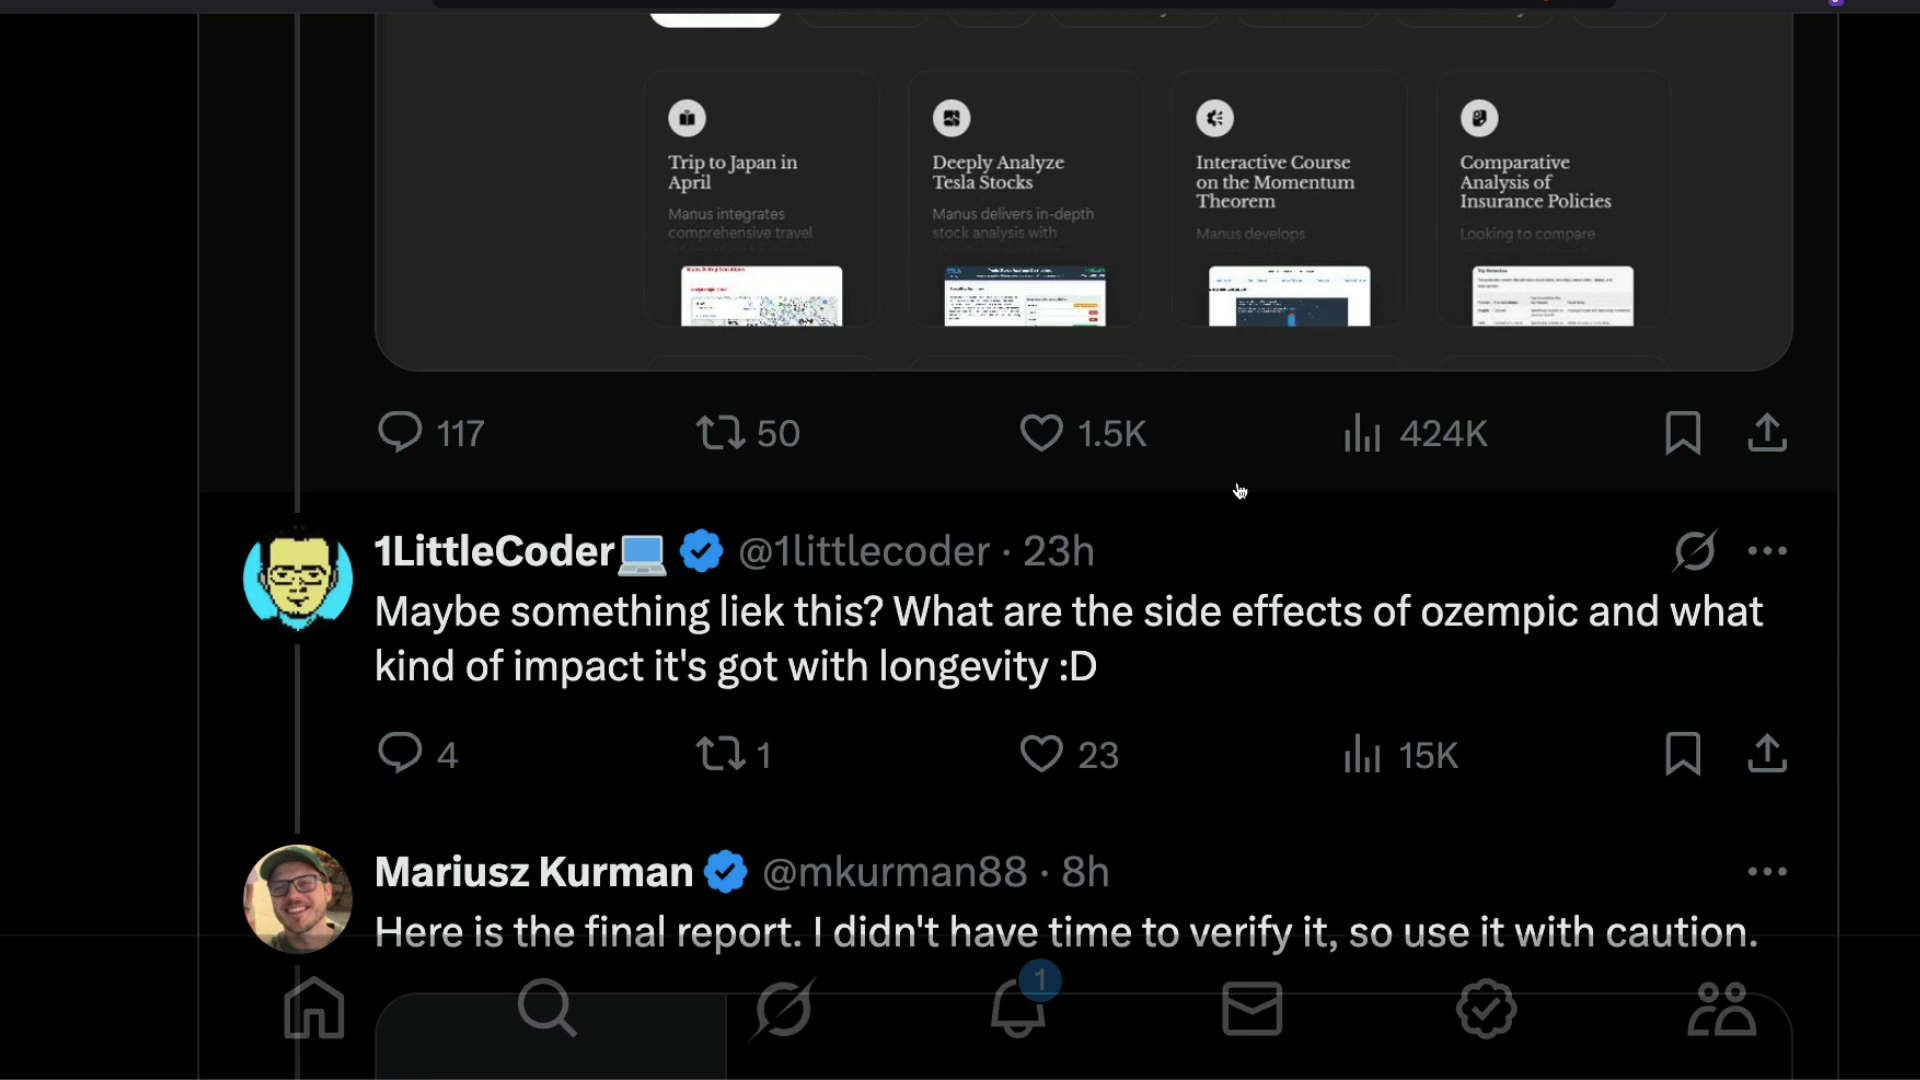 Trip to Japan in
April
Manus integrates
comprehensive travel
Deeply Analyze
Tesla Stocks
Manus delivers in-depth
stock analysis with
Interactive Course
on the Momentum
Theorem
Manus develops
Comparative
Analysis of
Insurance Policies
Looking to compare
117
50
1.5K
424K
1LittleCoder @1littlecoder · 23h
Maybe something liek this? What are the side effects of ozempic and what
kind of impact it's got with longevity :D
4
1
23
15K
Mariusz Kurman @mkurman88 · 8h
Here is the final report. I didn't have time to verify it, so use it with caution.
1